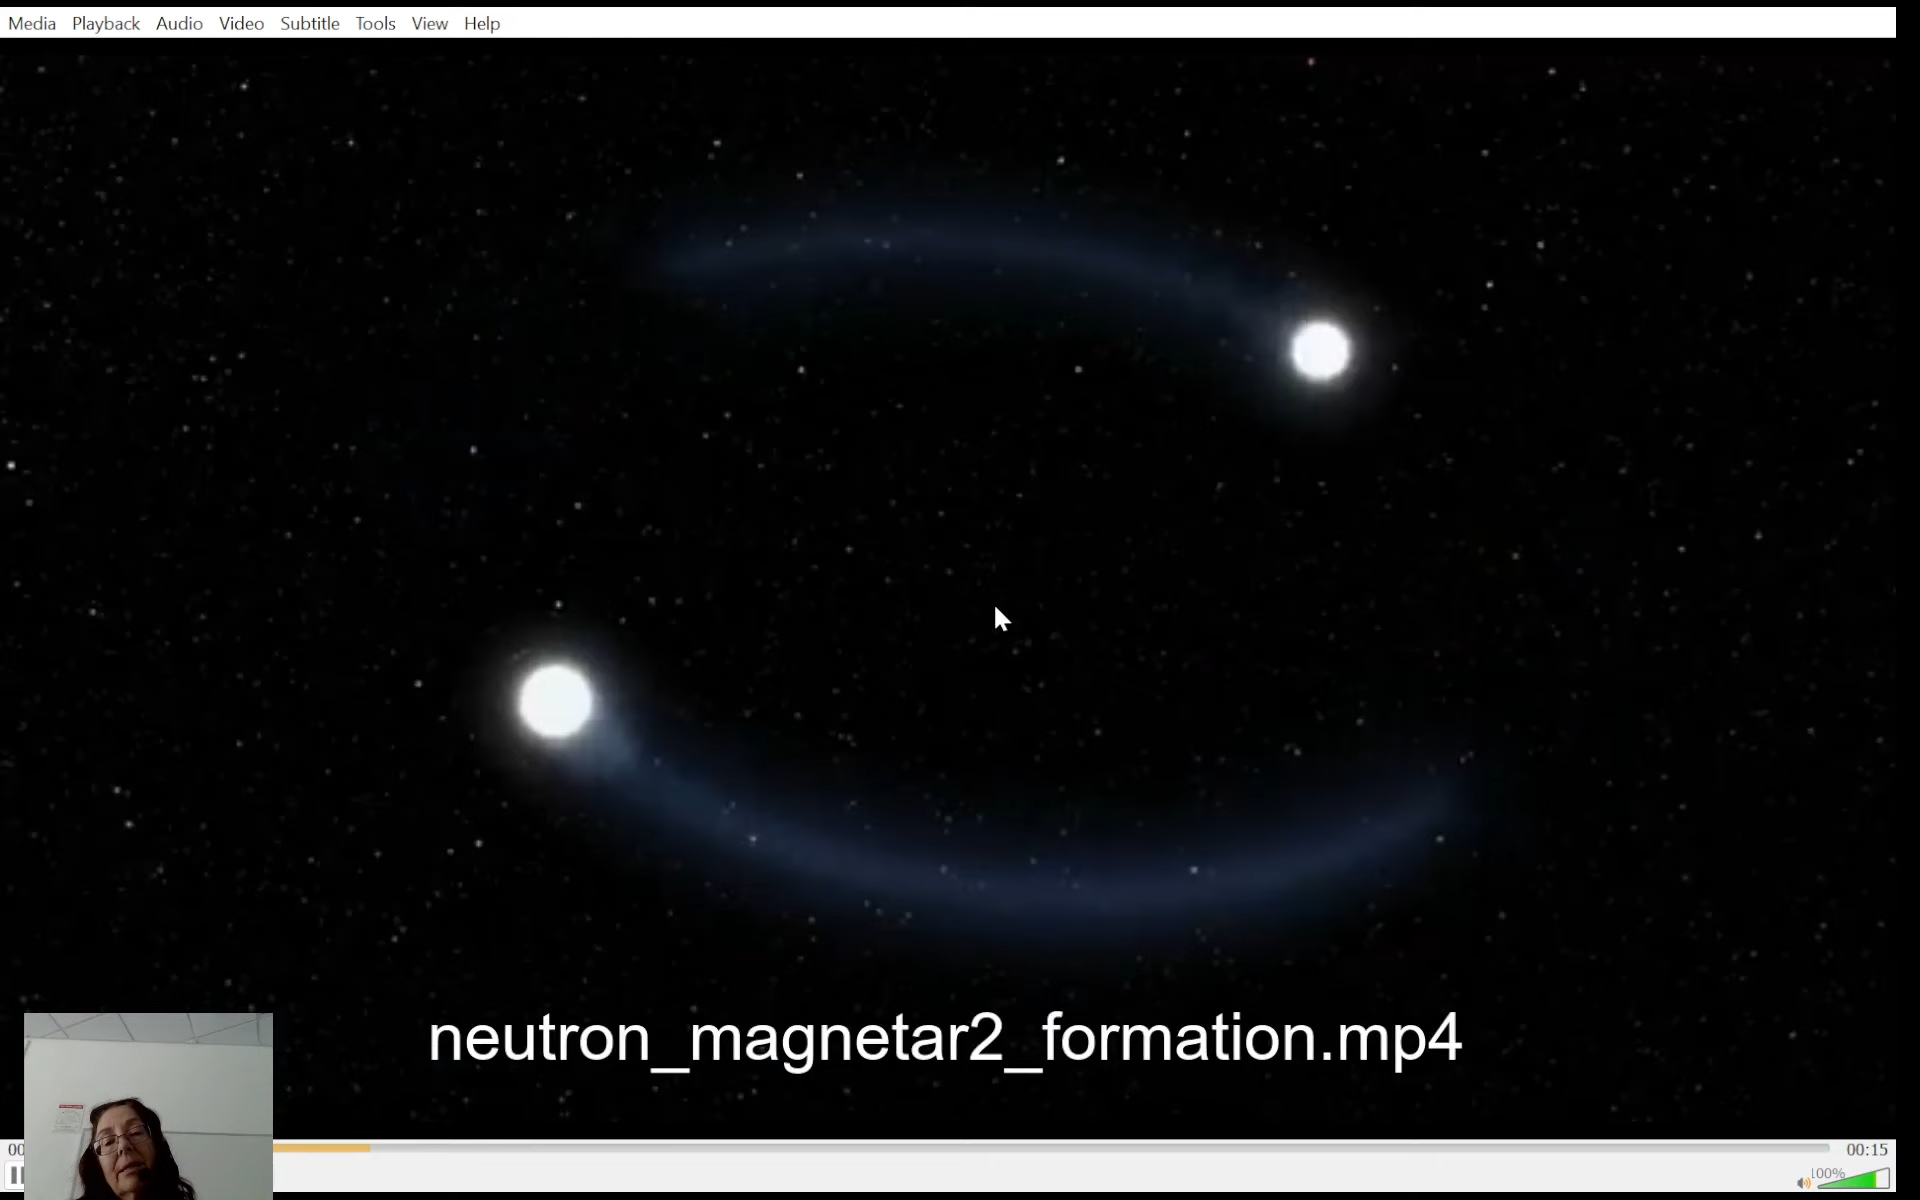 Media Playback Audio Video Subtitle Tools View Help
neutron_magnetar2_formation.mp4
00:15
100%